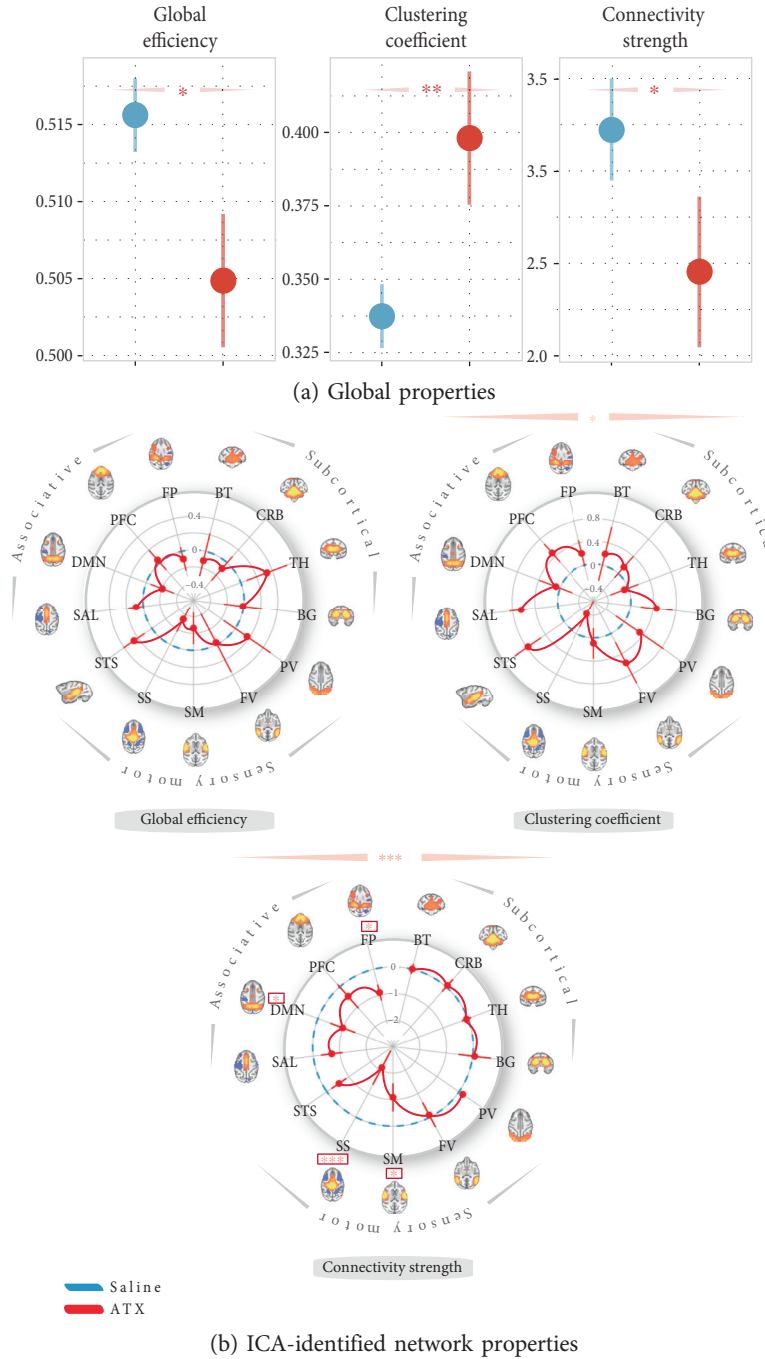 Global
efficiency
Clustering
coefficient
Connectivity
strength
*
**
*
0.515
0.510
0.505
0.500
0.400
0.375
0.350
0.325
3.5
3.5
2.5
2.0
(a) Global properties
*
Associative
Subcortical
Sensory motor
FP
BT
CRB
TH
BG
PV
FV
SM
SS
STS
SAL
DMN
PFC
0.4
0
−0.4
Global efficiency
Associative
Subcortical
Sensory motor
FP
BT
CRB
TH
BG
PV
FV
SM
SS
STS
SAL
DMN
PFC
0.8
0.4
0
−0.4
Clustering coefficient
***
Associative
Subcortical
Sensory motor
*
FP
BT
CRB
TH
BG
PV
FV
SM
*
SS
***
STS
SAL
DMN
*
PFC
0
−1
−2
Connectivity strength
Saline
ATX
(b) ICA-identified network properties